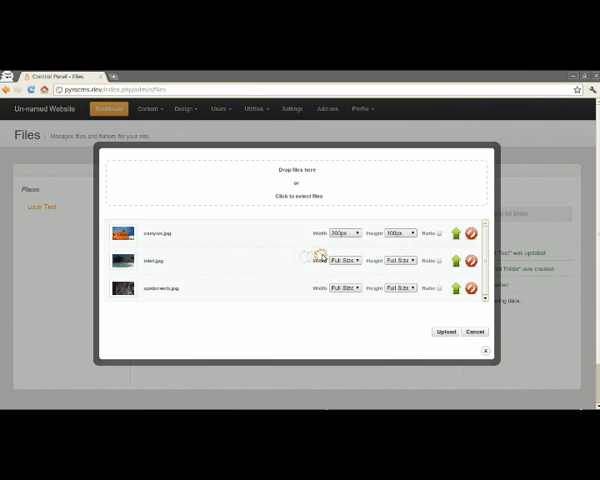 Control Panel - Files
pyrocms.dev/index.php/admin/files
Un-named Website Dashboard Content Design Users Utilities Settings Add-ons Profile
Files Manages files and folders for your site.
Places
Local Test
Drop files here
or
Click to select files
canyon.jpg Width 200px Height 100px Ratio
inlet.jpg Width Full Size Height Full Size Ratio
spiderweb.jpg Width Full Size Height Full Size Ratio
Upload Cancel
was updated
Folder" was created
data...